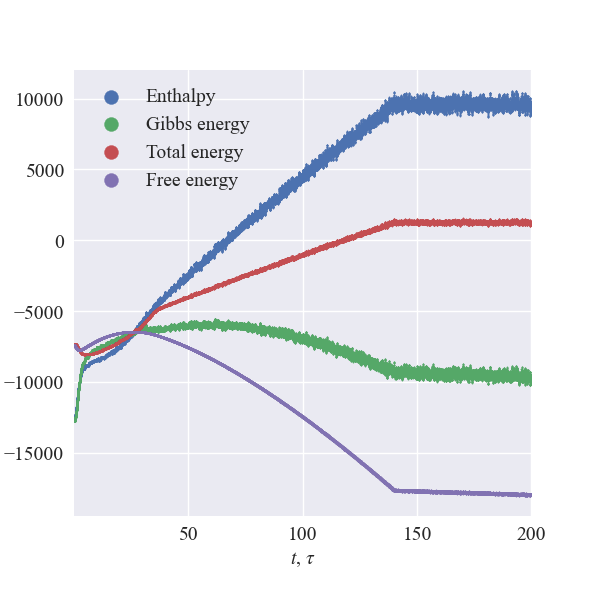 10000
5000
0
−5000
−10000
−15000
Enthalpy
Gibbs energy
Total energy
Free energy
50
100
150
200
t, τ